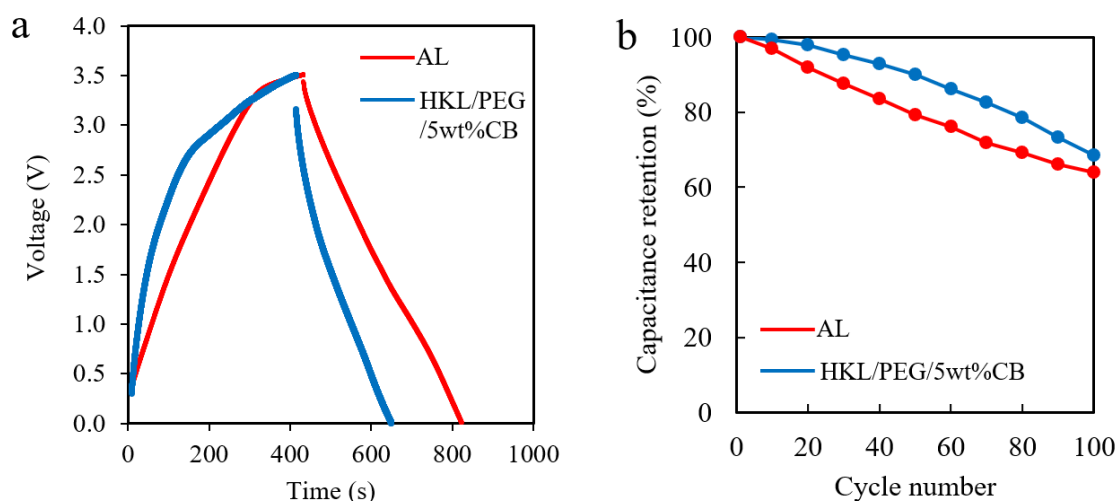 a
4.0
3.5
3.0
2.5
2.0
1.5
1.0
0.5
0.0
Voltage (V)
AL
HKL/PEG
/5wt%CB
0 200 400 600 800 1000
Time (s)
b
100
80
60
40
20
0
Capacitance retention (%)
AL
HKL/PEG/5wt%CB
0 20 40 60 80 100
Cycle number